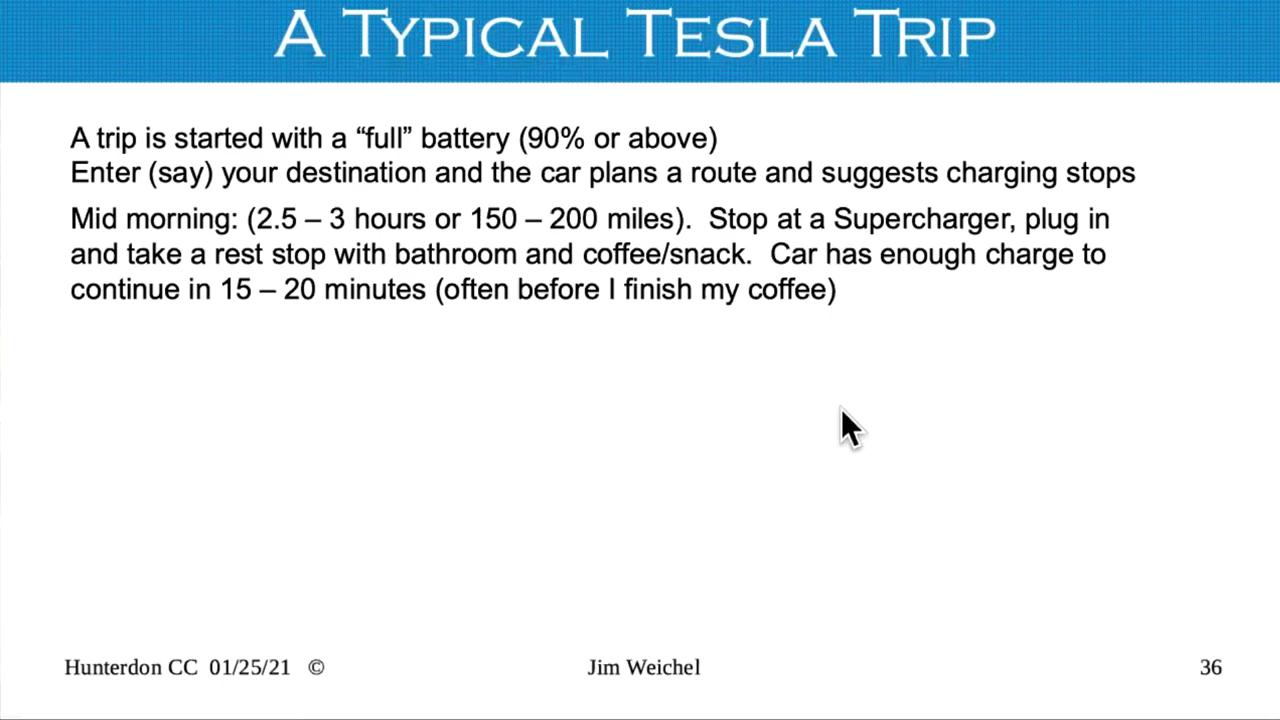 A TYPICAL TESLA TRIP
A trip is started with a “full” battery (90% or above)
Enter (say) your destination and the car plans a route and suggests charging stops
Mid morning: (2.5 – 3 hours or 150 – 200 miles).  Stop at a Supercharger, plug in
and take a rest stop with bathroom and coffee/snack.  Car has enough charge to
continue in 15 – 20 minutes (often before I finish my coffee)
Hunterdon CC  01/25/21   ©
Jim Weichel
36